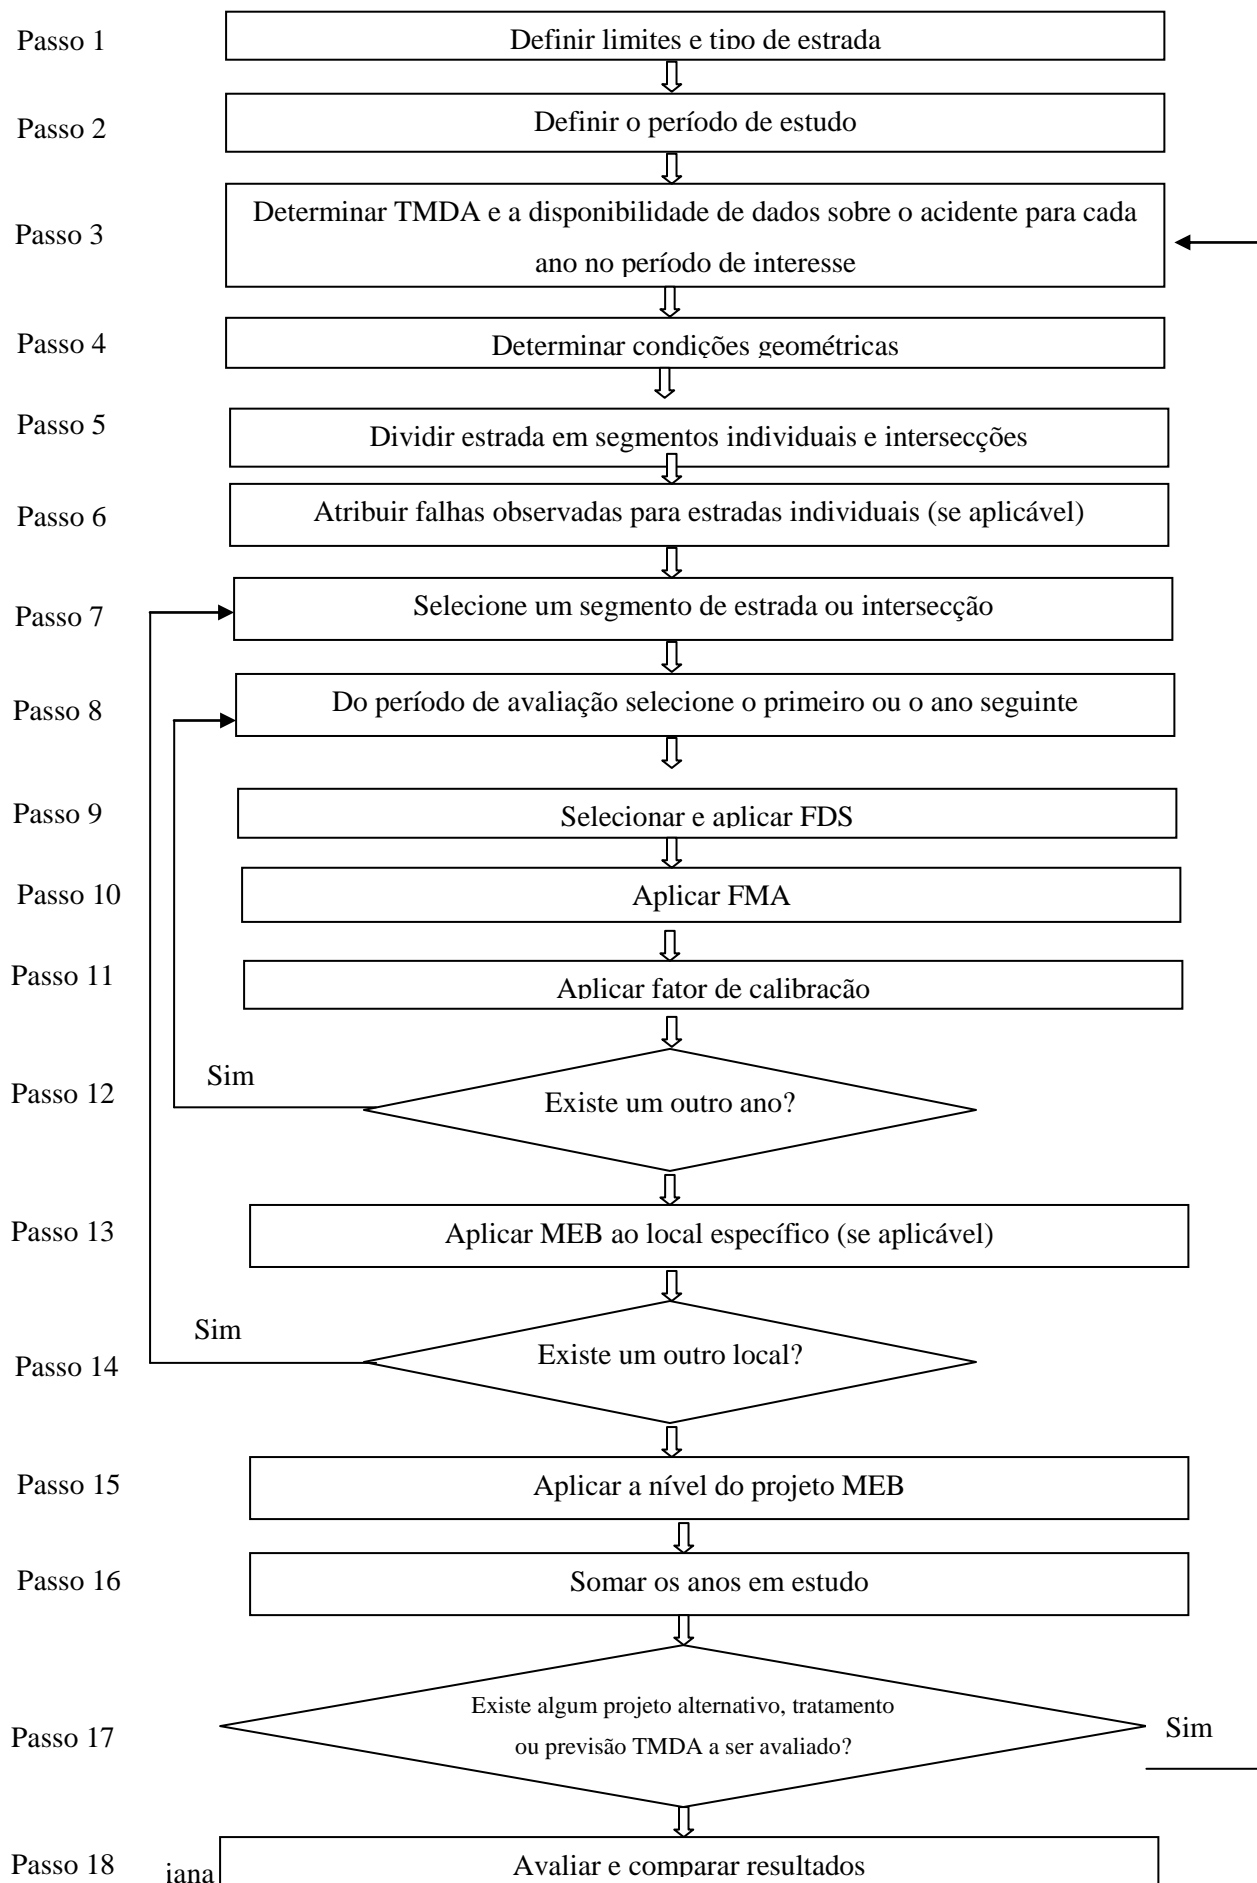 Passo 1
Definir limites e tipo de estrada
Passo 2
Definir o período de estudo
Passo 3
Determinar TMDA e a disponibilidade de dados sobre o acidente para cada
ano no período de interesse
Passo 4
Determinar condições geométricas
Passo 5
Dividir estrada em segmentos individuais e intersecções
Passo 6
Atribuir falhas observadas para estradas individuais (se aplicável)
Passo 7
Selecione um segmento de estrada ou intersecção
Passo 8
Do período de avaliação selecione o primeiro ou o ano seguinte
Passo 9
Selecionar e aplicar FDS
Passo 10
Aplicar FMA
Passo 11
Aplicar fator de calibração
Sim
Passo 12
Existe um outro ano?
Passo 13
Aplicar MEB ao local específico (se aplicável)
Sim
Passo 14
Existe um outro local?
Passo 15
Aplicar a nível do projeto MEB
Passo 16
Somar os anos em estudo
Passo 17
Existe algum projeto alternativo, tratamento
ou previsão TMDA a ser avaliado?
Sim
Passo 18
iana
Avaliar e comparar resultados